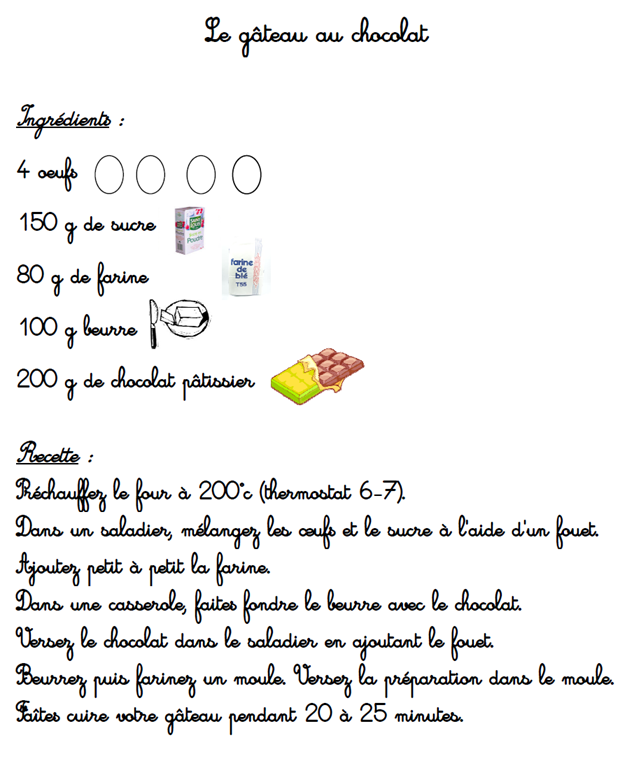 Le gâteau au chocolat
Ingrédients :
4 oeufs
150 g de sucre
Poudre
80 g de farine
farine
de
blé
T55
100 g beurre
200 g de chocolat pâtissier
Recette :
Préchauffez le four à 200°c (thermostat 6-7).
Dans un saladier, mélangez les œufs et le sucre à l'aide d'un fouet.
Ajoutez petit à petit la farine.
Dans une casserole, faites fondre le beurre avec le chocolat.
Versez le chocolat dans le saladier en ajoutant le fouet.
Beurrez puis farinez un moule. Versez la préparation dans le moule.
Faîtes cuire votre gâteau pendant 20 à 25 minutes.